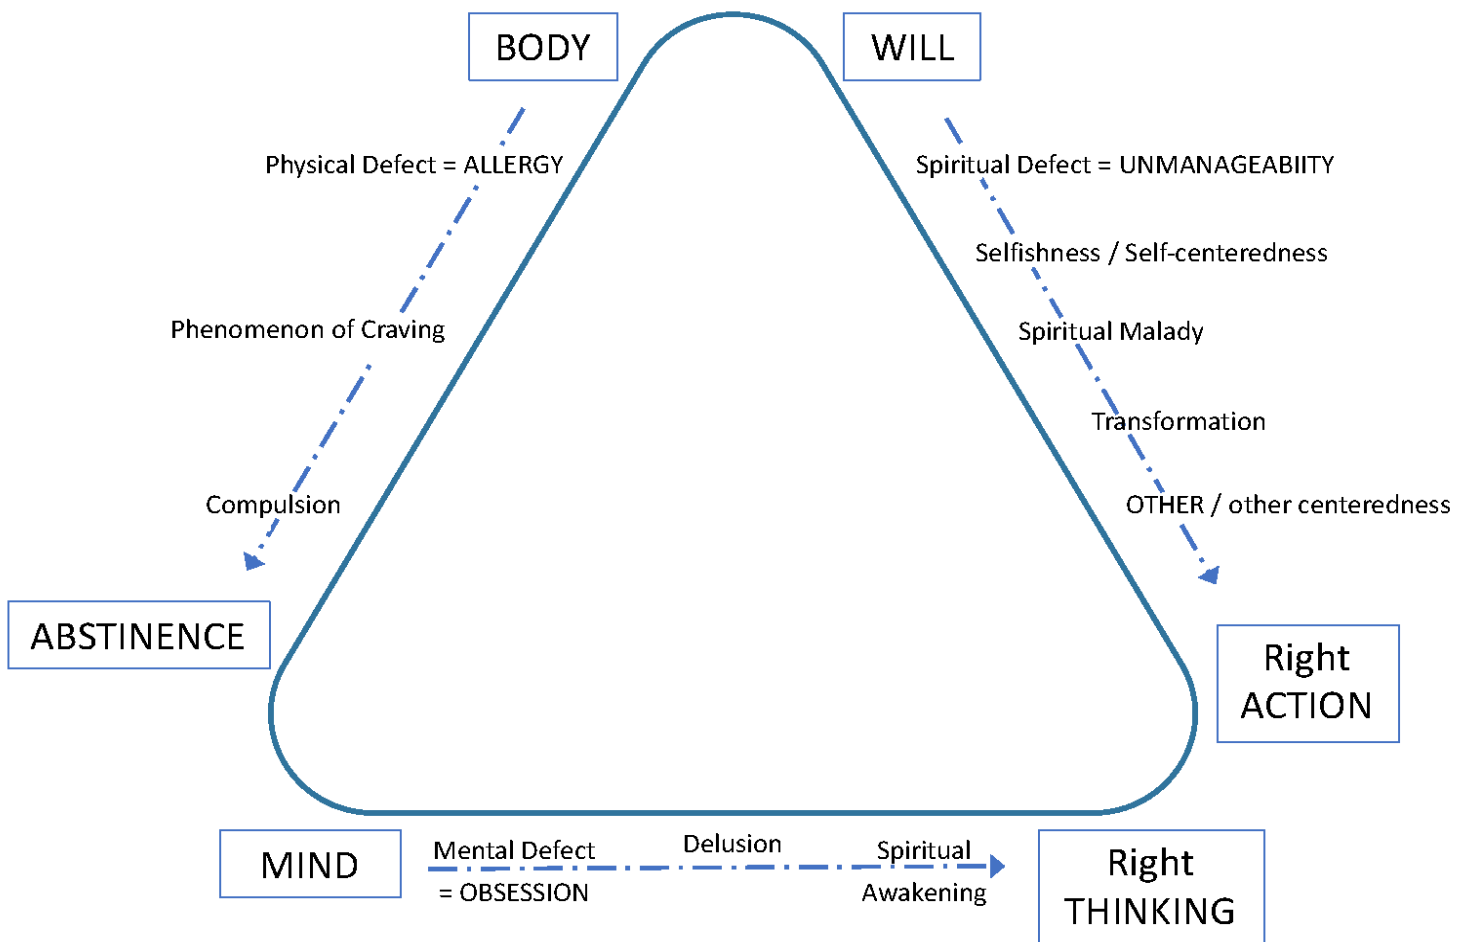 BODY
WILL
Physical Defect = ALLERGY
Spiritual Defect = UNMANAGEABIITY
Selfishness / Self-centeredness
Phenomenon of Craving
Spiritual Malady
Transformation
Compulsion
OTHER / other centeredness
ABSTINENCE
Right
ACTION
MIND
Mental Defect
= OBSESSION
Delusion
Spiritual
Awakening
Right
THINKING